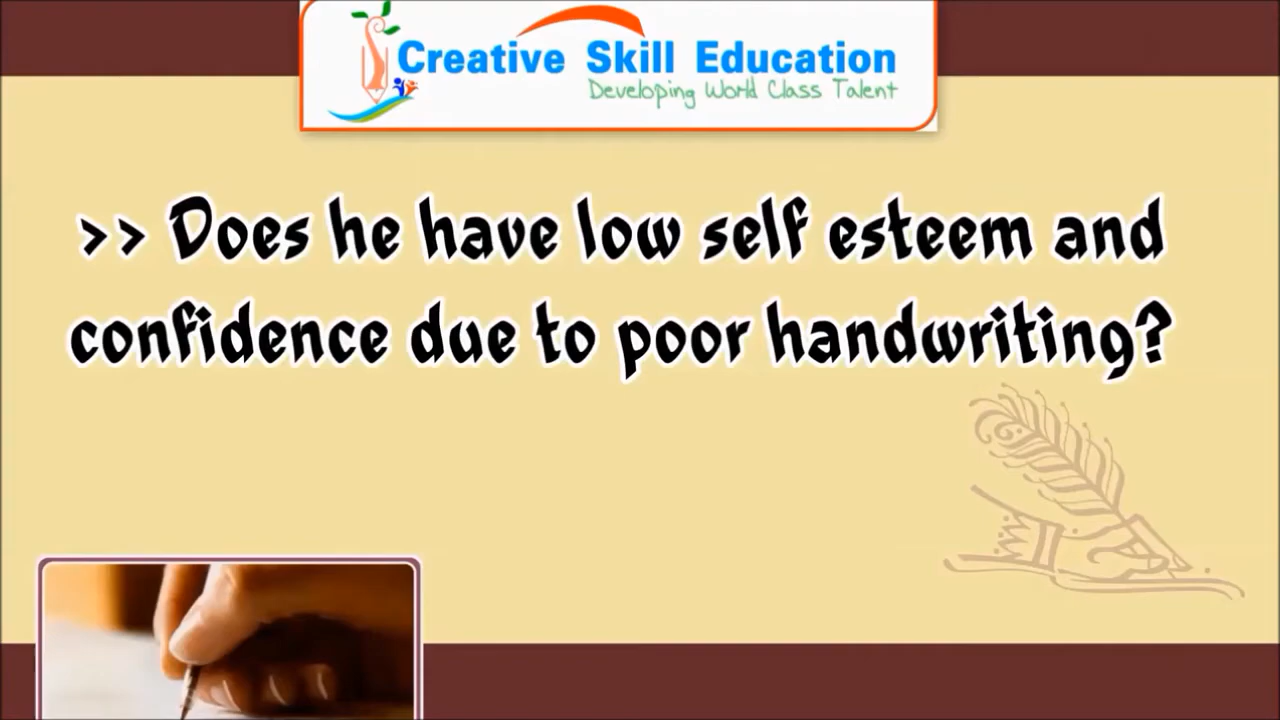 Creative Skill Education
Developing World Class Talent
>> Does he have low self esteem and
confidence due to poor handwriting?